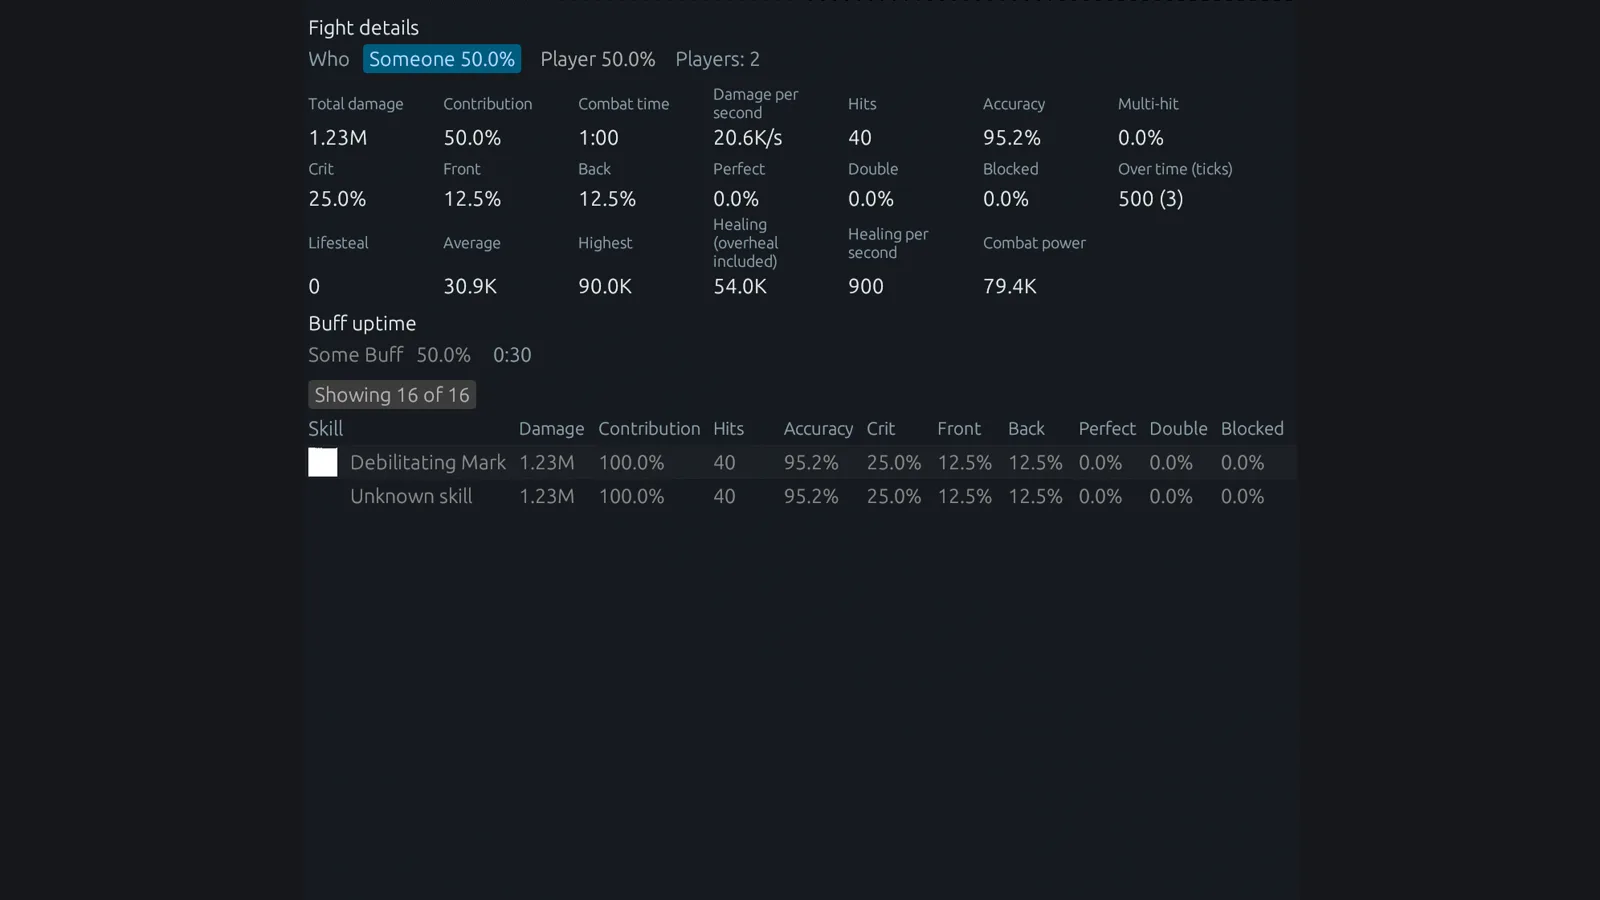 Fight details
Who Someone 50.0% Player 50.0% Players: 2
Total damage Contribution Combat time Damage per second Hits Accuracy Multi-hit
1.23M 50.0% 1:00 20.6K/s 40 95.2% 0.0%
Crit Front Back Perfect Double Blocked Over time (ticks)
25.0% 12.5% 12.5% 0.0% 0.0% 0.0% 500 (3)
Lifesteal Average Highest Healing (overheal included) Healing per second Combat power
0 30.9K 90.0K 54.0K 900 79.4K
Buff uptime
Some Buff 50.0% 0:30
Showing 16 of 16
Skill Damage Contribution Hits Accuracy Crit Front Back Perfect Double Blocked
Debilitating Mark 1.23M 100.0% 40 95.2% 25.0% 12.5% 12.5% 0.0% 0.0% 0.0%
Unknown skill 1.23M 100.0% 40 95.2% 25.0% 12.5% 12.5% 0.0% 0.0% 0.0%